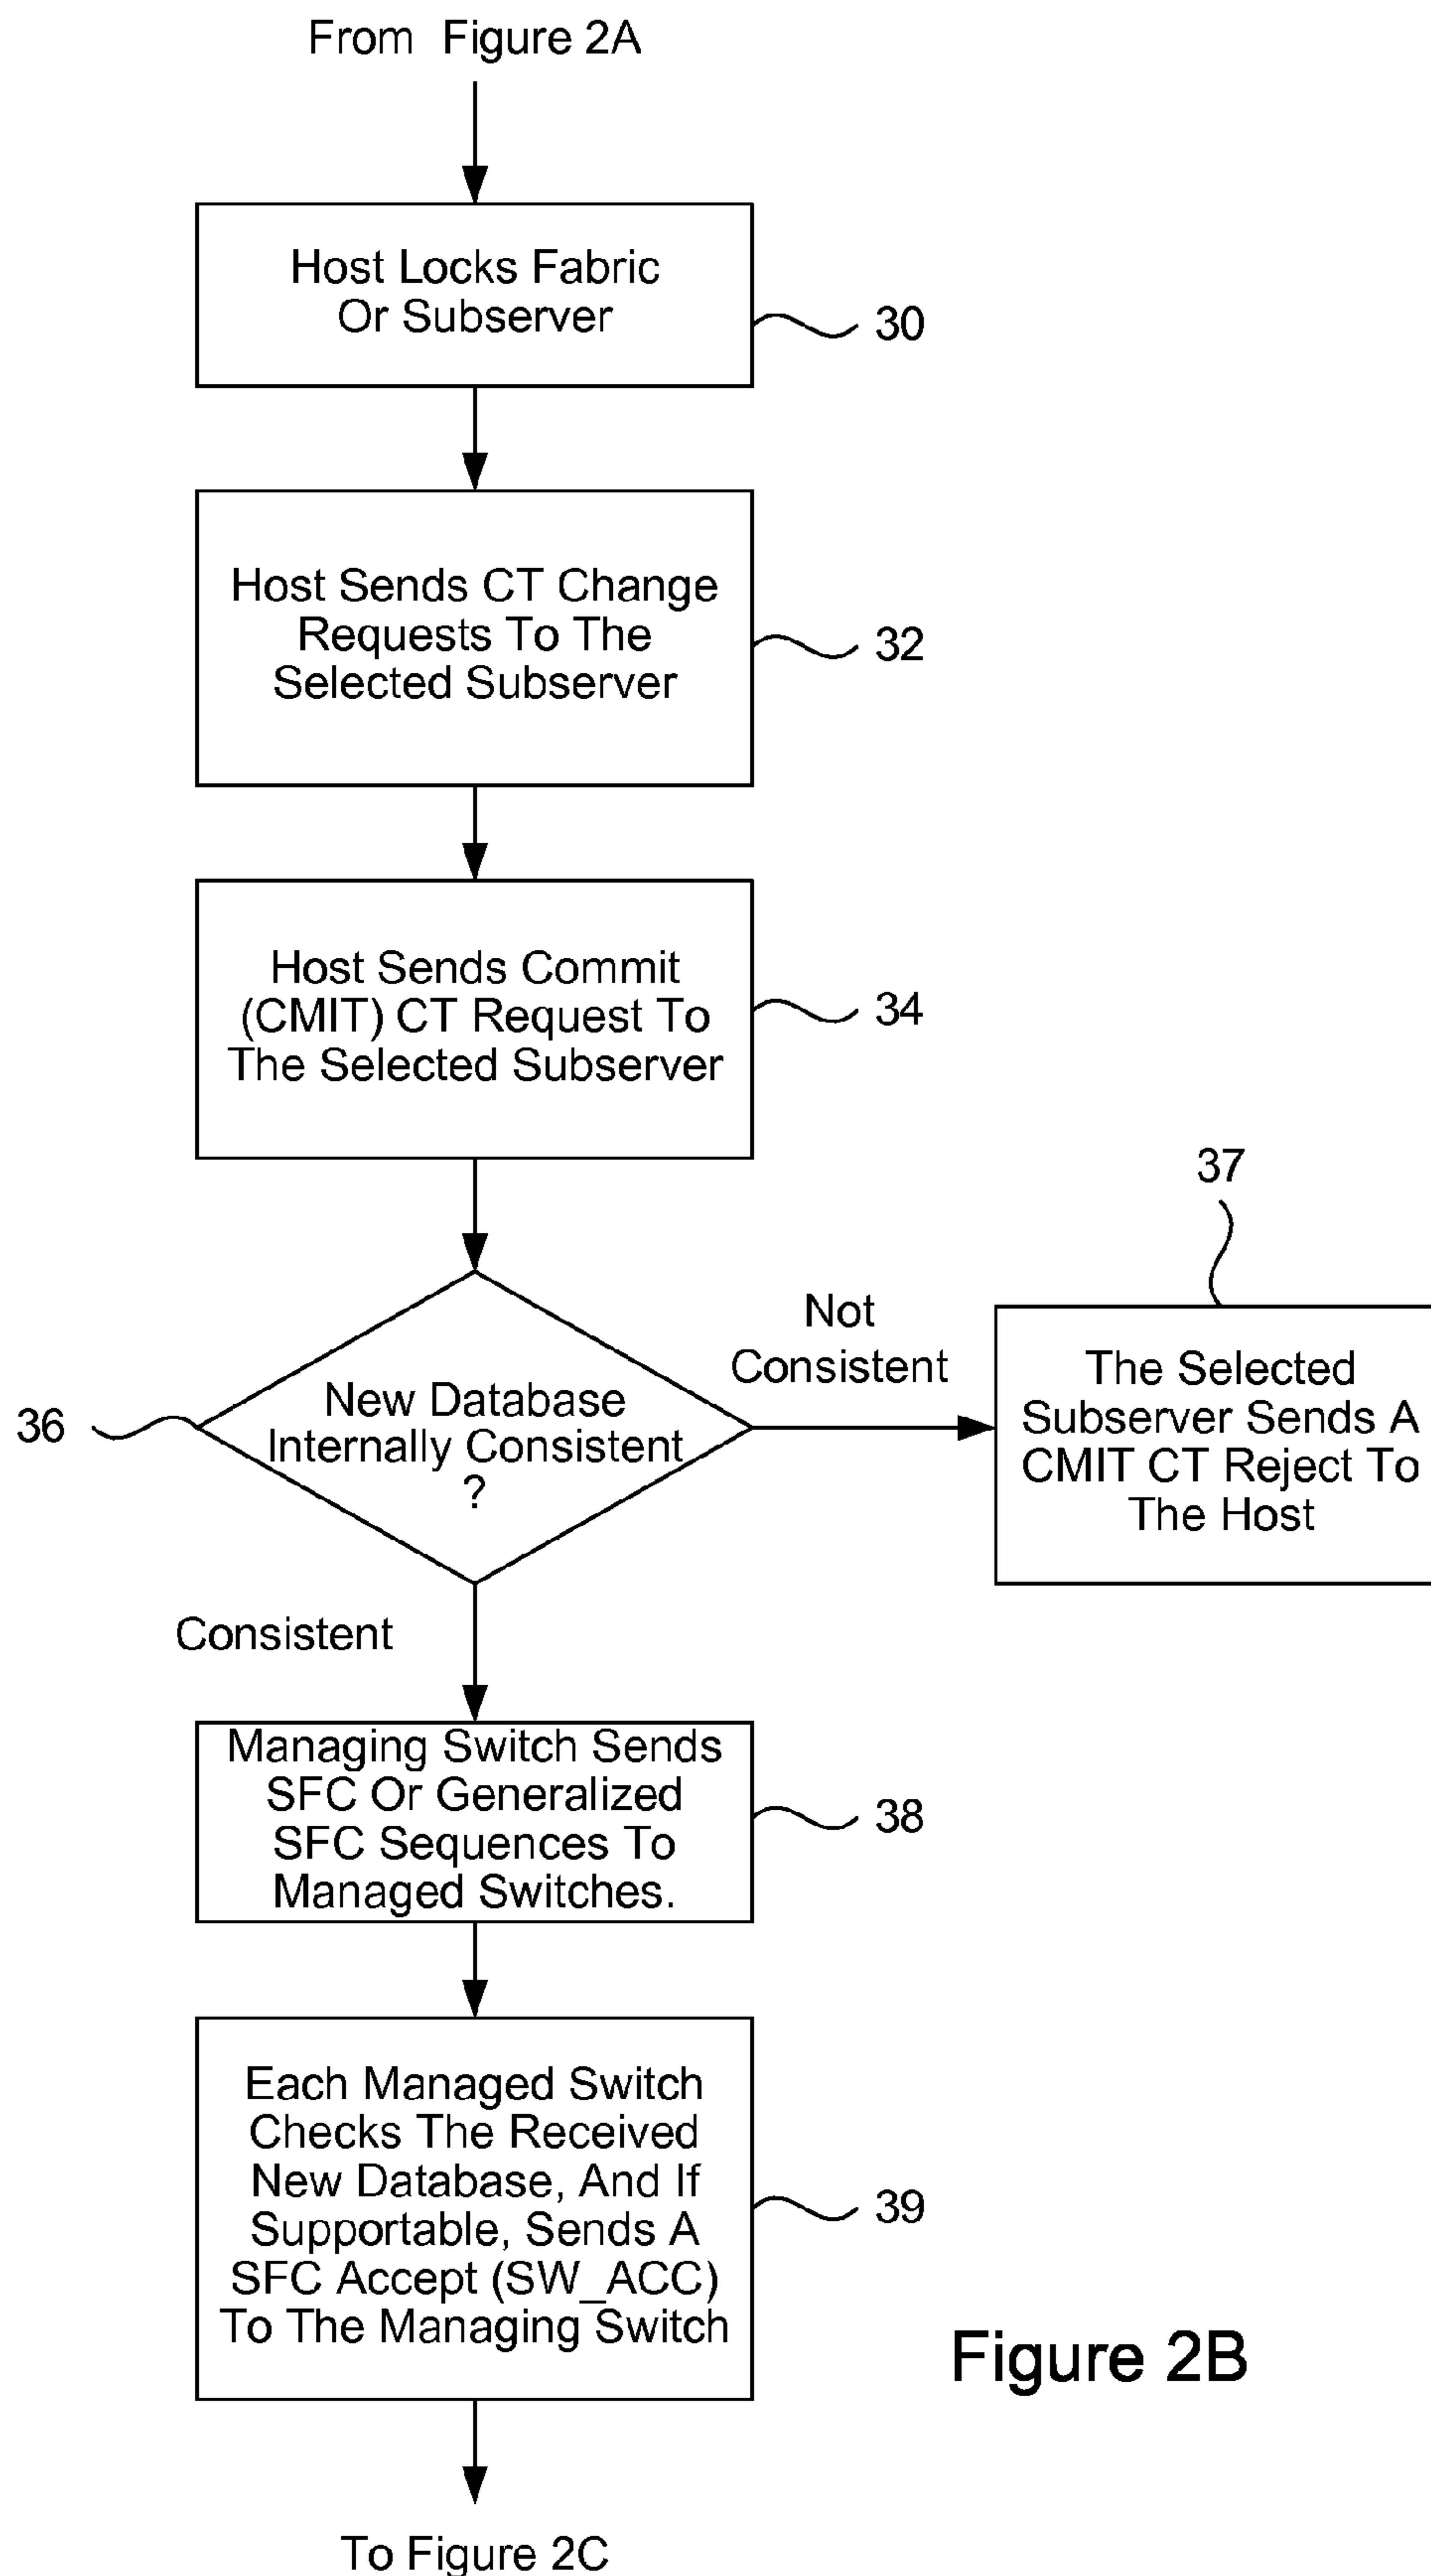 From Figure 2A
Host Locks Fabric
Or Subserver
30
Host Sends CT Change
Requests To The
Selected Subserver
32
Host Sends Commit
(CMIT) CT Request To
The Selected Subserver
34
37
Not
Consistent
36
New Database
Internally Consistent
?
The Selected
Subserver Sends A
CMIT CT Reject To
The Host
Consistent
Managing Switch Sends
SFC Or Generalized
SFC Sequences To
Managed Switches.
38
Each Managed Switch
Checks The Received
New Database, And If
Supportable, Sends A
SFC Accept (SW_ACC)
To The Managing Switch
39
Figure 2B
To Figure 2C